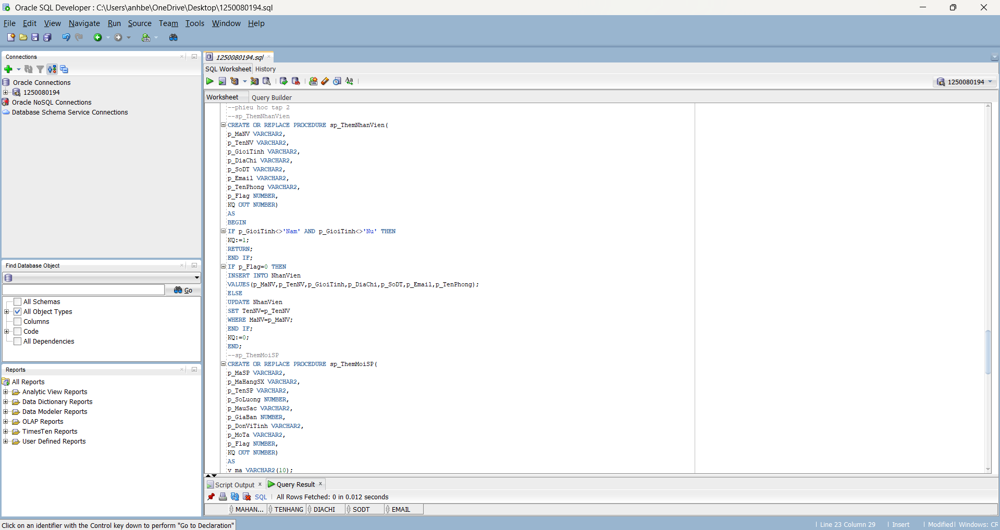 Oracle SQL Developer : C:\Users\anhbe\OneDrive\Desktop\1250080194.sql
File Edit View Navigate Run Source Team Tools Window Help
Connections
Oracle Connections
1250080194
Oracle NoSQL Connections
Database Schema Service Connections
Find Database Object
Go
All Schemas
All Object Types
Columns
Code
All Dependencies
Reports
All Reports
Analytic View Reports
Data Dictionary Reports
Data Modeler Reports
OLAP Reports
TimesTen Reports
User Defined Reports
1250080194.sql
SQL Worksheet History
1250080194
Worksheet Query Builder
--phieu hoc tap 2
--sp_ThemNhanVien
CREATE OR REPLACE PROCEDURE sp_ThemNhanVien(
p_MaNV VARCHAR2,
p_TenNV VARCHAR2,
p_GioiTinh VARCHAR2,
p_DiaChi VARCHAR2,
p_SoDT VARCHAR2,
p_Email VARCHAR2,
p_TenPhong VARCHAR2,
p_Flag NUMBER,
KQ OUT NUMBER)
AS
BEGIN
IF p_GioiTinh<>'Nam' AND p_GioiTinh<>'Nu' THEN
KQ:=1;
RETURN;
END IF;
IF p_Flag=0 THEN
INSERT INTO NhanVien
VALUES(p_MaNV,p_TenNV,p_GioiTinh,p_DiaChi,p_SoDT,p_Email,p_TenPhong);
ELSE
UPDATE NhanVien
SET TenNV=p_TenNV
WHERE MaNV=p_MaNV;
END IF;
KQ:=0;
END;
--sp_ThemMoiSP
CREATE OR REPLACE PROCEDURE sp_ThemMoiSP(
p_MaSP VARCHAR2,
p_MaHangSX VARCHAR2,
p_TenSP VARCHAR2,
p_SoLuong NUMBER,
p_MauSac VARCHAR2,
p_GiaBan NUMBER,
p_DonViTinh VARCHAR2,
p_MoTa VARCHAR2,
p_Flag NUMBER,
KQ OUT NUMBER)
AS
v_ma VARCHAR2(10);
Script Output Query Result
SQL All Rows Fetched: 0 in 0.012 seconds
MAHAN... TENHANG DIACHI SODT EMAIL
Click on an identifier with the Control key down to perform "Go to Declaration"
Line 23 Column 29 Insert Modified Windows: CR